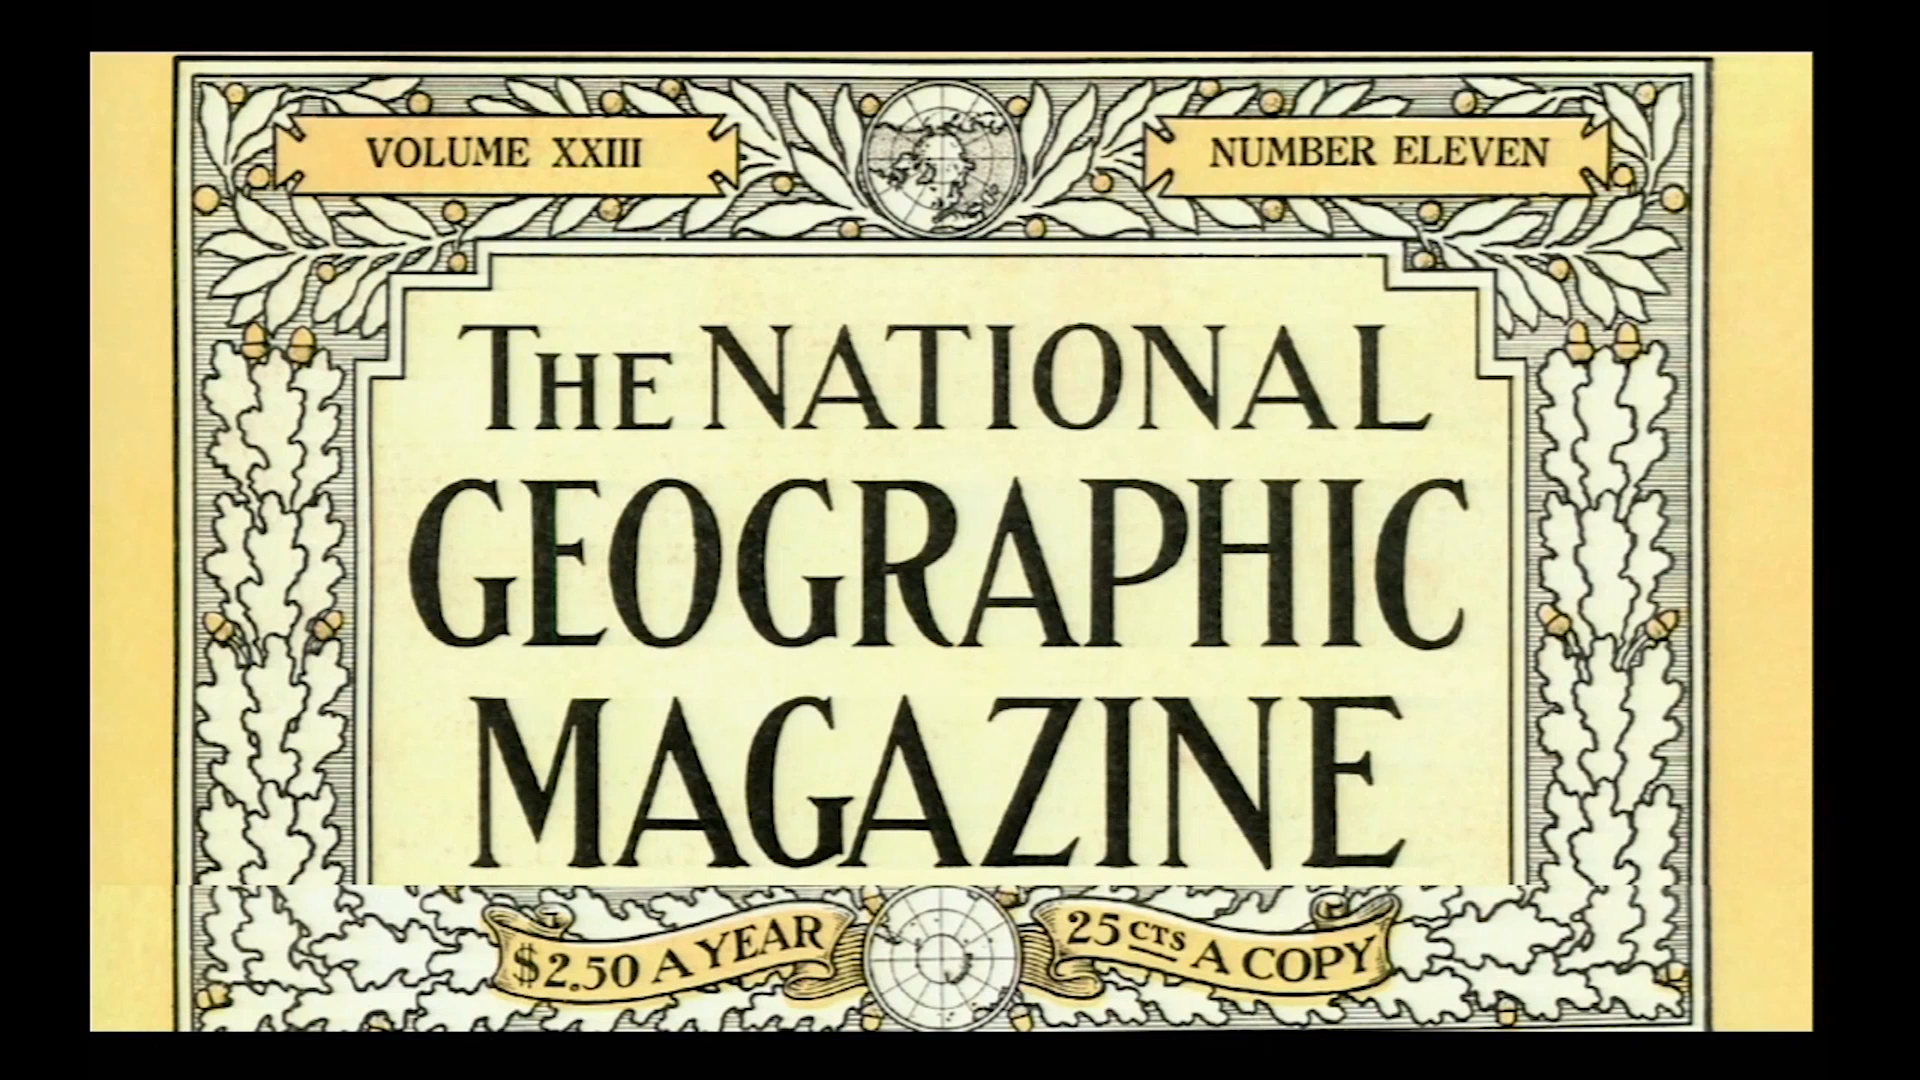 VOLUME XXIII
NUMBER ELEVEN
THE NATIONAL
GEOGRAPHIC
MAGAZINE
$2.50 A YEAR
25 CTS A COPY